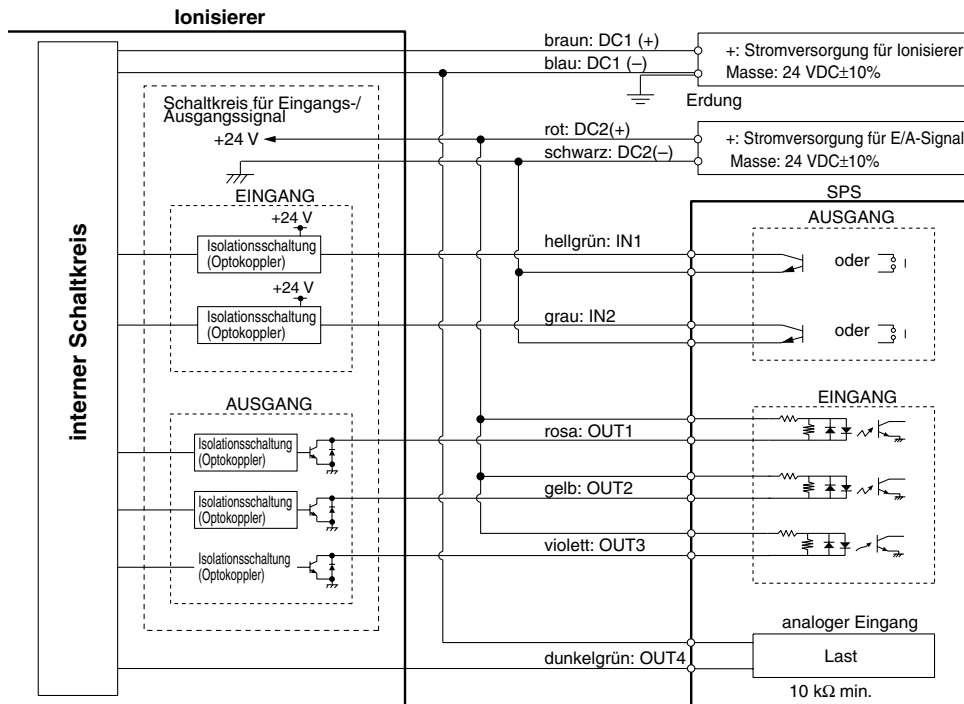 Ionisierer
braun: DC1 (+)
blau: DC1 (–)
+: Stromversorgung für Ionisierer
Masse: 24 VDC±10%
Erdung
Schaltkreis für Eingangs-/
Ausgangssignal
+24 V
rot: DC2(+)
schwarz: DC2(–)
+: Stromversorgung für E/A-Signal
Masse: 24 VDC±10%
SPS
EINGANG
+24 V
Isolationsschaltung
(Optokoppler)
+24 V
Isolationsschaltung
(Optokoppler)
hellgrün: IN1
grau: IN2
AUSGANG
oder
oder
interner Schaltkreis
AUSGANG
Isolationsschaltung
(Optokoppler)
Isolationsschaltung
(Optokoppler)
Isolationsschaltung
(Optokoppler)
rosa: OUT1
gelb: OUT2
violett: OUT3
EINGANG
dunkelgrün: OUT4
analoger Eingang
Last
10 kΩ min.